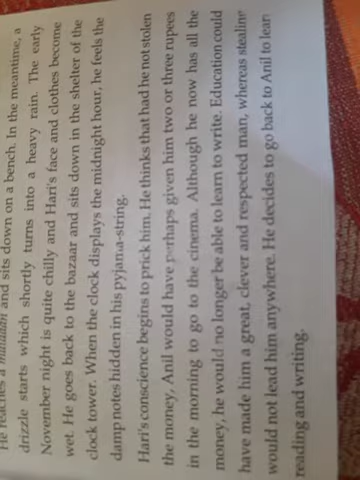 He reaches a maidan and sits down on a bench. In the meantime, a
drizzle starts which shortly turns into a heavy rain. The early
November night is quite chilly and Hari's face and clothes become
wet. He goes back to the bazaar and sits down in the shelter of the
clock tower. When the clock displays the midnight hour, he feels the
damp notes hidden in his pyjama-string.
Hari's conscience begins to prick him. He thinks that had he not stolen
the money, Anil would have perhaps given him two or three rupees
in the morning to go to the cinema. Although he now has all the
money, he would no longer be able to learn to write. Education could
have made him a great, clever and respected man, whereas stealing
would not lead him anywhere. He decides to go back to Anil to learn
reading and writing.